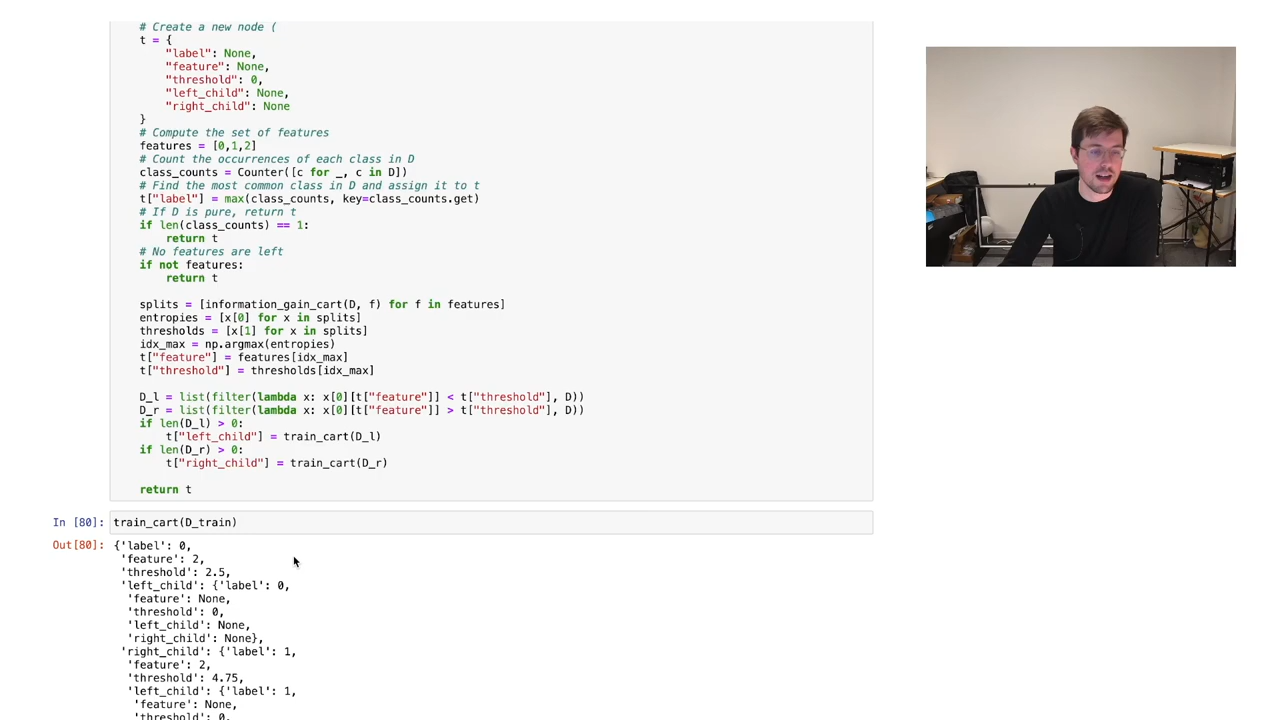 # Create a new node (
t = {
"label": None,
"feature": None,
"threshold": 0,
"left_child": None,
"right_child": None
}
# Compute the set of features
features = [0,1,2]
# Count the occurrences of each class in D
class_counts = Counter([c for _, c in D])
# Find the most common class in D and assign it to t
t["label"] = max(class_counts, key=class_counts.get)
# If D is pure, return t
if len(class_counts) == 1:
return t
# No features are left
if not features:
return t
splits = [information_gain_cart(D, f) for f in features]
entropies = [x[0] for x in splits]
thresholds = [x[1] for x in splits]
idx_max = np.argmax(entropies)
t["feature"] = features[idx_max]
t["threshold"] = thresholds[idx_max]
D_l = list(filter(lambda x: x[0][t["feature"]] < t["threshold"], D))
D_r = list(filter(lambda x: x[0][t["feature"]] > t["threshold"], D))
if len(D_l) > 0:
t["left_child"] = train_cart(D_l)
if len(D_r) > 0:
t["right_child"] = train_cart(D_r)
return t
In [80]: train_cart(D_train)
Out[80]: {'label': 0,
'feature': 2,
'threshold': 2.5,
'left_child': {'label': 0,
'feature': None,
'threshold': 0,
'left_child': None,
'right_child': None},
'right_child': {'label': 1,
'feature': 2,
'threshold': 4.75,
'left_child': {'label': 1,
'feature': None,
'threshold': 0,